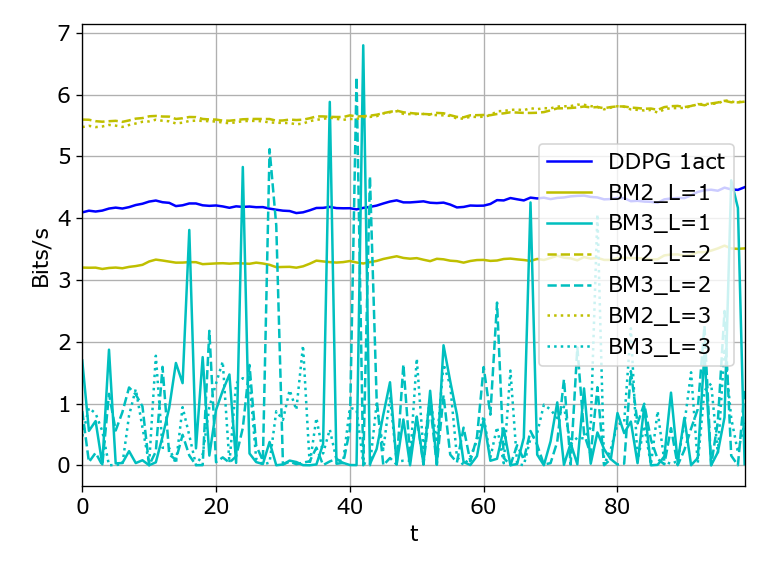 7
6
5
4
3
2
1
0
Bits/s
DDPG 1act
BM2_L=1
BM3_L=1
BM2_L=2
BM3_L=2
BM2_L=3
BM3_L=3
0 20 40 60 80
t